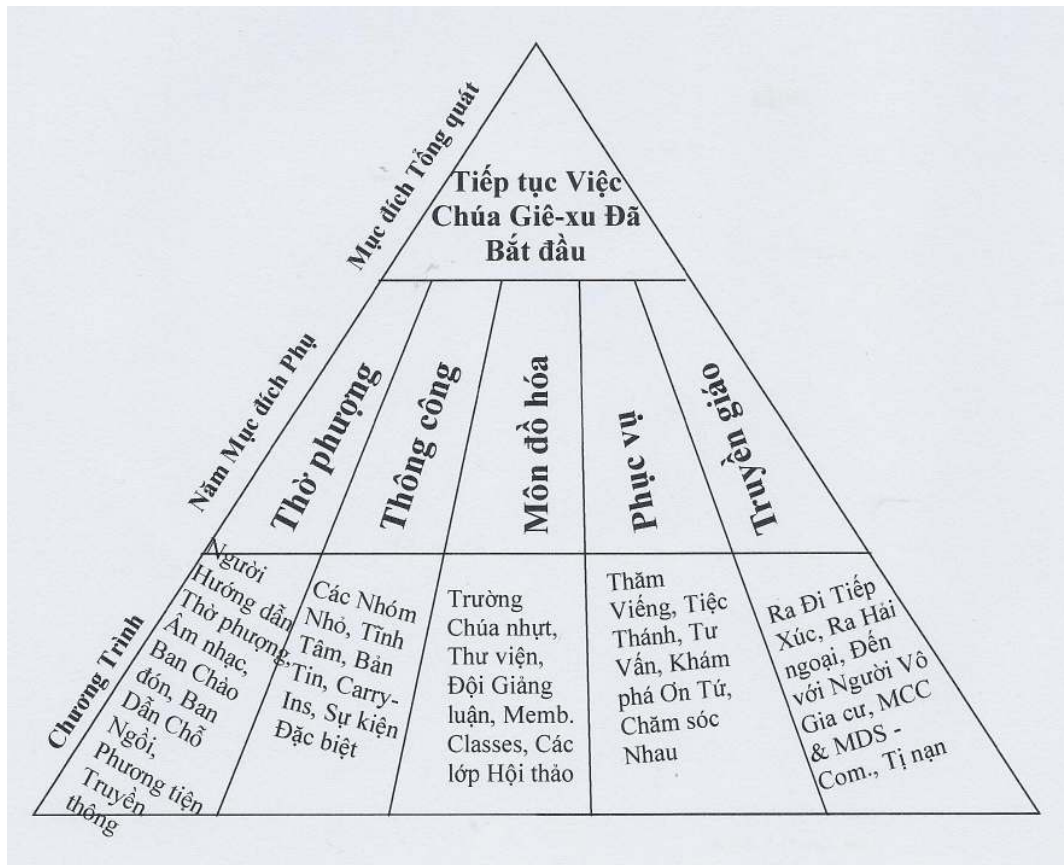 Mục đích Tổng quát
Tiếp tục Việc
Chúa Giê-xu Đã
Bắt đầu
Năm Mục đích Phụ
Thờ phượng
Thông công
Môn đồ hóa
Phục vụ
Truyền giáo
Chương Trình
Người
Hướng dẫn
Thờ phượng,
Âm nhạc,
Ban Chào
đón, Ban
Dẫn Chỗ
Ngồi,
Phương tiện
Truyền
thông
Các Nhóm
Nhỏ, Tĩnh
Tâm, Bản
Tin, Carry-
Ins, Sự kiện
Đặc biệt
Trường
Chúa nhựt,
Thư viện,
Đội Giảng
luận, Memb.
Classes, Các
lớp Hội thảo
Thăm
Viếng, Tiệc
Thánh, Tư
Vấn, Khám
phá Ơn Tứ,
Chăm sóc
Nhau
Ra Đi Tiếp
Xúc, Ra Hải
ngoại, Đến
với Người Vô
Gia cư, MCC
& MDS -
Com., Tị nạn